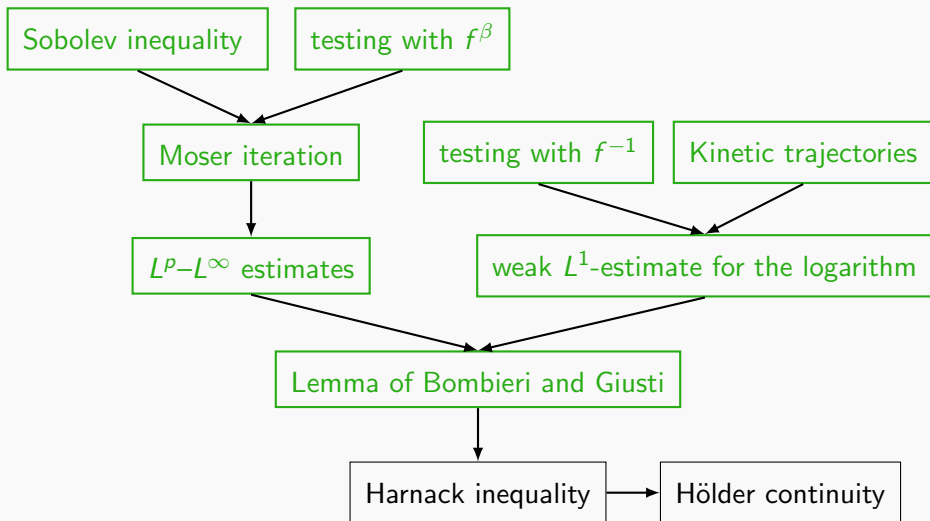 Sobolev inequality
testing with f^β
Moser iteration
testing with f^{−1}
Kinetic trajectories
L^p–L^∞ estimates
weak L^1-estimate for the logarithm
Lemma of Bombieri and Giusti
Harnack inequality
Hölder continuity